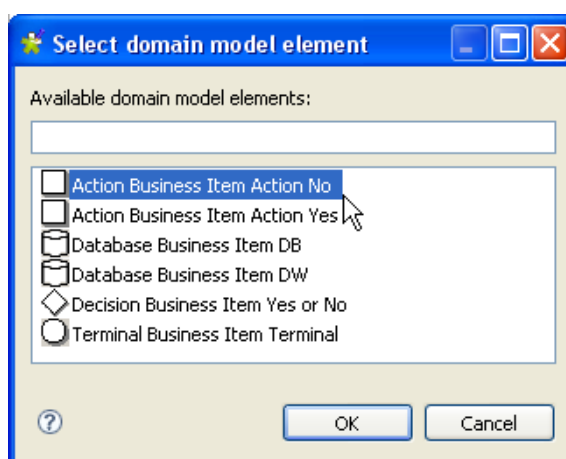 Select domain model element
Available domain model elements:
Action Business Item Action No
Action Business Item Action Yes
Database Business Item DB
Database Business Item DW
Decision Business Item Yes or No
Terminal Business Item Terminal
?
OK
Cancel